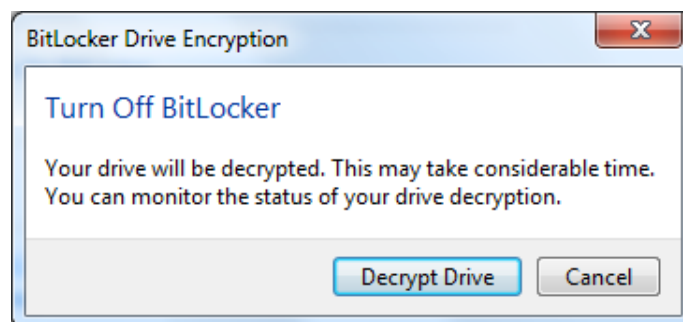 BitLocker Drive Encryption
Turn Off BitLocker
Your drive will be decrypted. This may take considerable time.
You can monitor the status of your drive decryption.
Decrypt Drive
Cancel